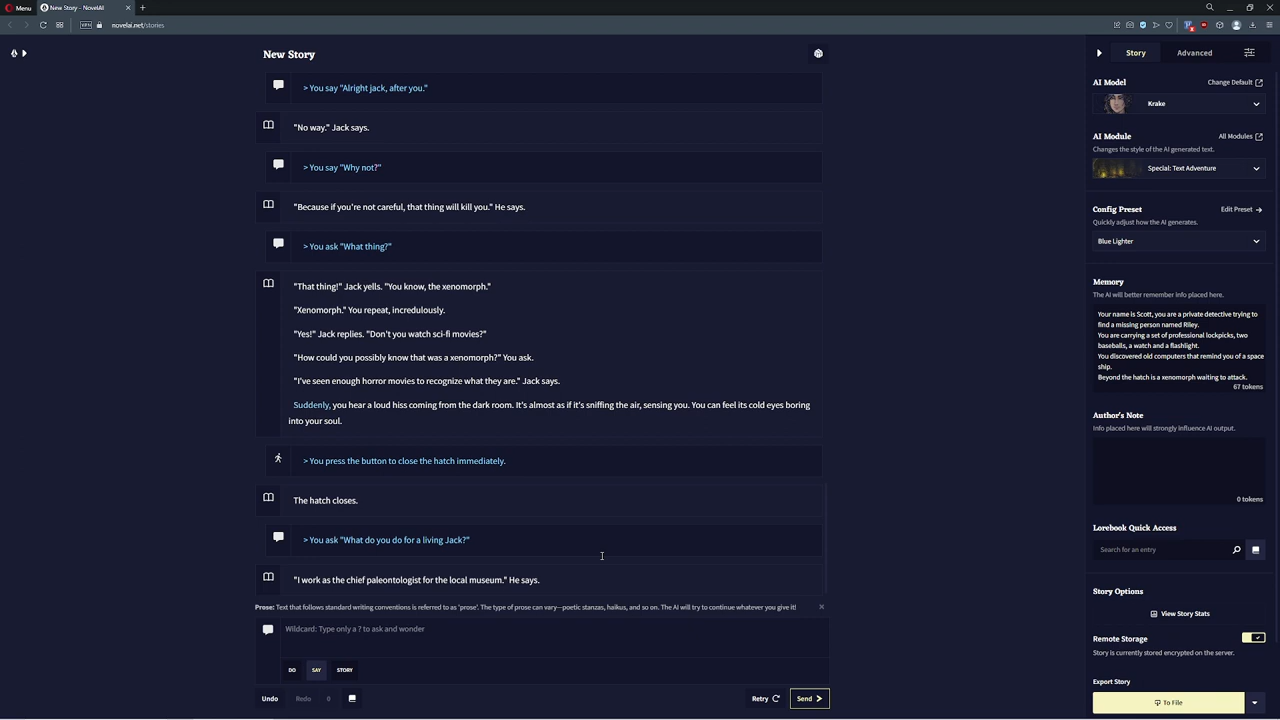 Menu
New Story - NovelAI
VPN
novelai.net/stories
New Story
> You say "Alright jack, after you."
"No way." Jack says.
> You say "Why not?"
"Because if you're not careful, that thing will kill you." He says.
> You ask "What thing?"
"That thing!" Jack yells. "You know, the xenomorph."
"Xenomorph." You repeat, incredulously.
"Yes!" Jack replies. "Don't you watch sci-fi movies?"
"How could you possibly know that was a xenomorph?" You ask.
"I've seen enough horror movies to recognize what they are." Jack says.
Suddenly, you hear a loud hiss coming from the dark room. It's almost as if it's sniffing the air, sensing you. You can feel its cold eyes boring
into your soul.
> You press the button to close the hatch immediately.
The hatch closes.
> You ask "What do you do for a living Jack?"
"I work as the chief paleontologist for the local museum." He says.
Prose: Text that follows standard writing conventions is referred to as 'prose'. The type of prose can vary—poetic stanzas, haikus, and so on. The AI will try to continue whatever you give it!
Wildcard: Type only a ? to ask and wonder
DO
SAY
STORY
Undo
Redo
0
Retry
Send
Story
Advanced
AI Model
Change Default
Krake
AI Module
All Modules
Changes the style of the AI generated text.
Special: Text Adventure
Config Preset
Edit Preset
Quickly adjust how the AI generates.
Blue Lighter
Memory
The AI will better remember info placed here.
Your name is Scott, you are a private detective trying to
find a missing person named Riley.
You are carrying a set of professional lockpicks, two
baseballs, a watch and a flashlight.
You discovered old computers that remind you of a space
ship.
Beyond the hatch is a xenomorph waiting to attack.
67 tokens
Author's Note
Info placed here will strongly influence AI output.
0 tokens
Lorebook Quick Access
Search for an entry
Story Options
View Story Stats
Remote Storage
Story is currently stored encrypted on the server.
Export Story
To File